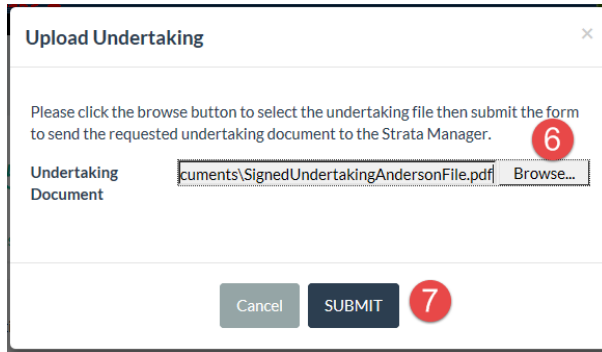 Upload Undertaking
×
Please click the browse button to select the undertaking file then submit the form
to send the requested undertaking document to the Strata Manager.
6
Undertaking
Document
cuments\SignedUndertakingAndersonFile.pdf
Browse...
Cancel
SUBMIT
7